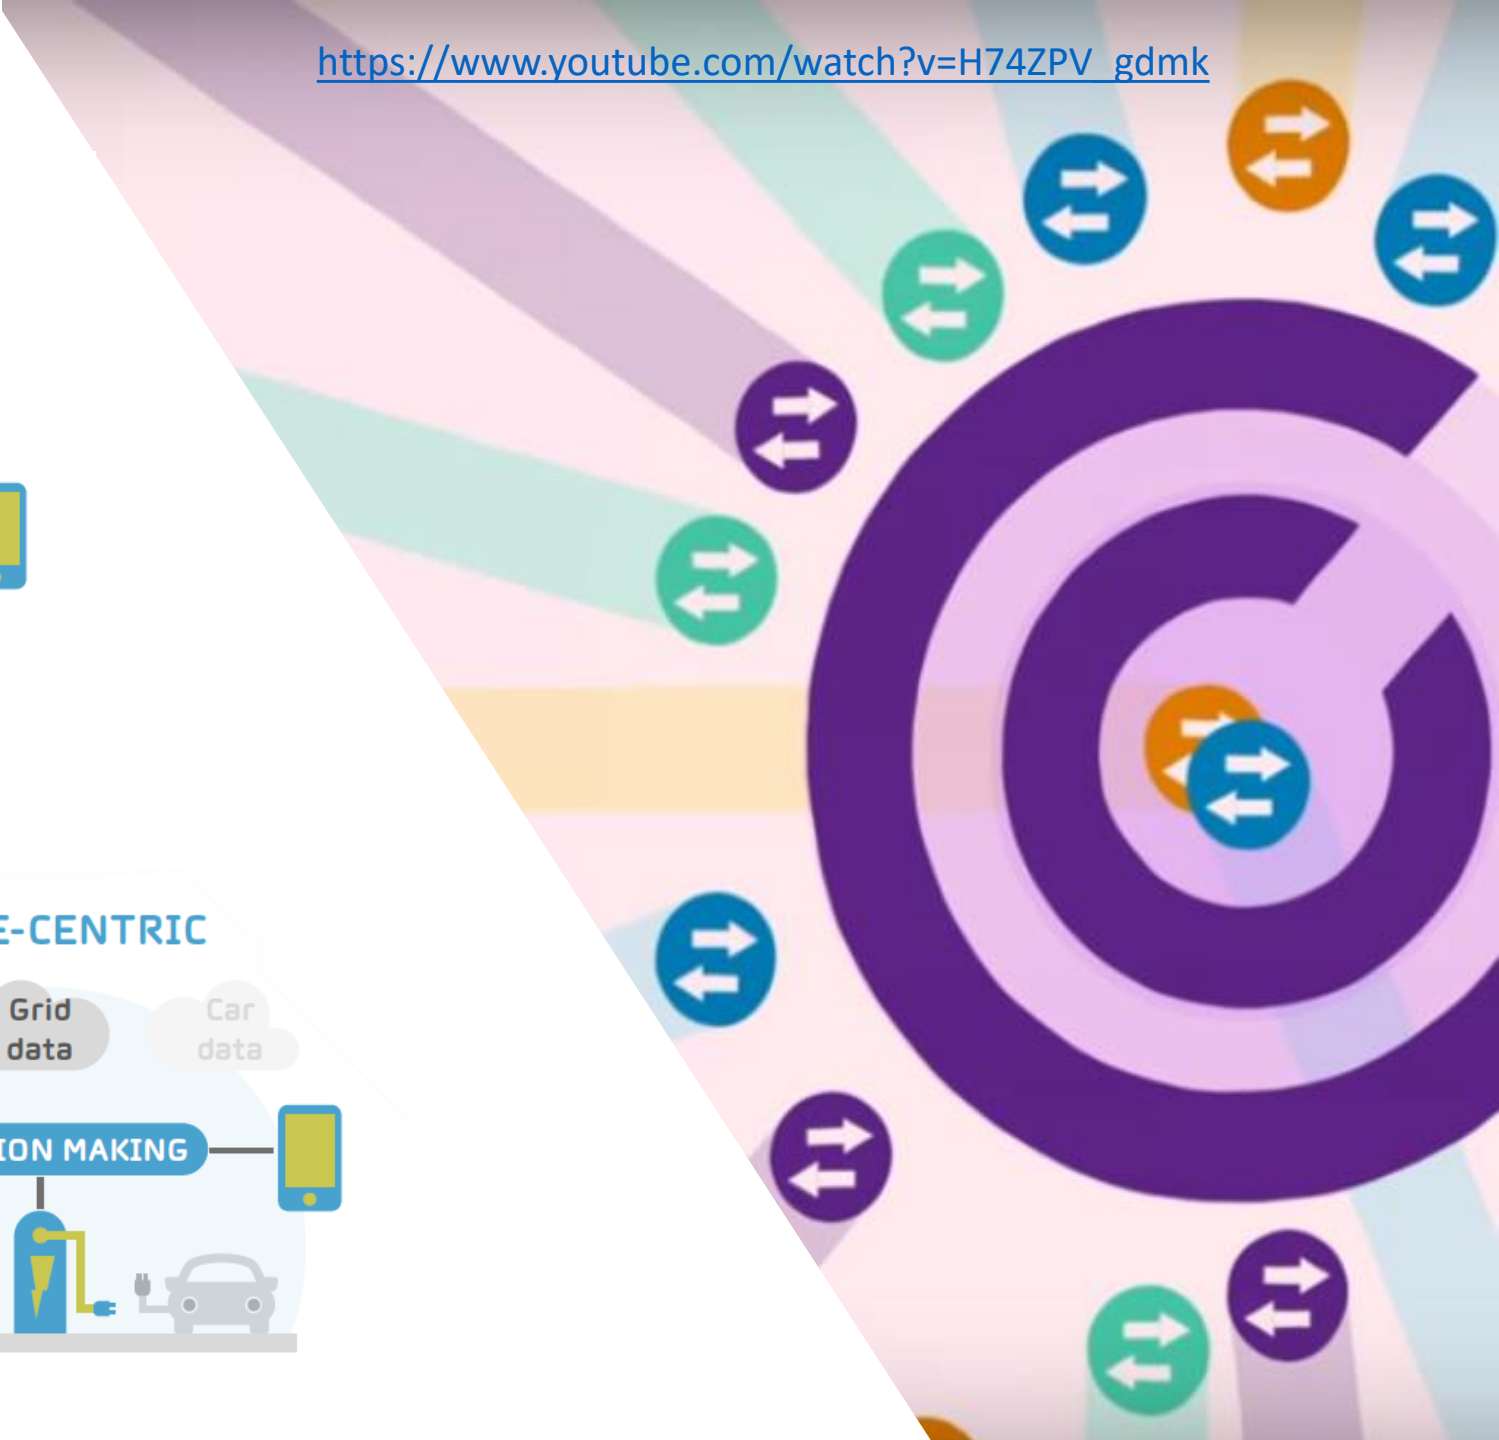 https://www.youtube.com/watch?v=H74ZPV_gdmk
E-CENTRIC
Grid
data
Car
data
ION MAKING